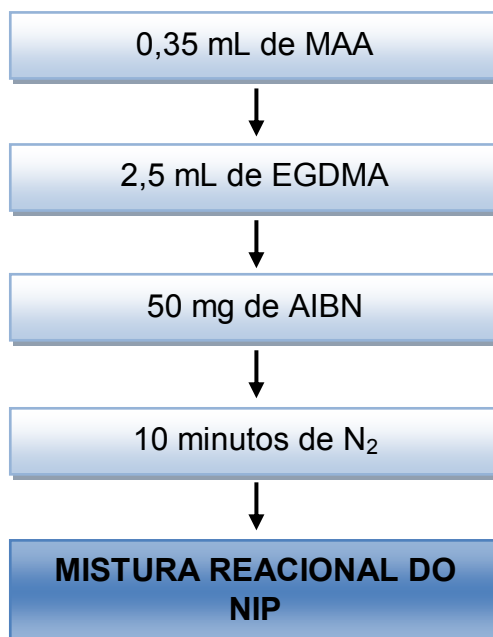 0,35 mL de MAA
2,5 mL de EGDMA
50 mg de AIBN
10 minutos de N₂
MISTURA REACIONAL DO
NIP